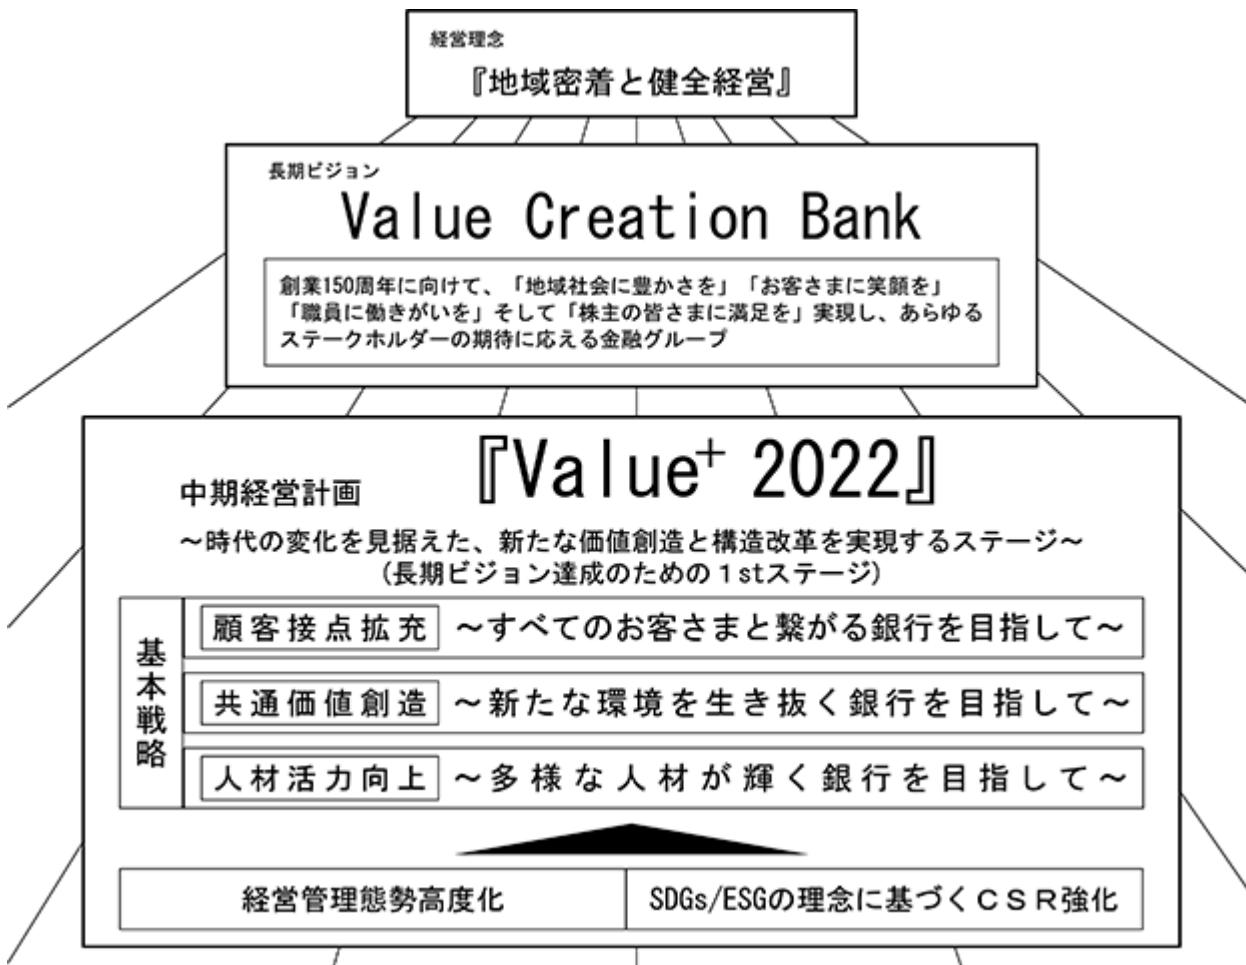 経営理念
『地域密着と健全経営』
長期ビジョン
Value Creation Bank
創業150周年に向けて、「地域社会に豊かさを」「お客さまに笑顔を」
「職員に働きがいを」そして「株主の皆さまに満足を」実現し、あらゆる
ステークホルダーの期待に応える金融グループ
中期経営計画
『Value⁺ 2022』
～時代の変化を見据えた、新たな価値創造と構造改革を実現するステージ～
(長期ビジョン達成のための１stステージ)
基本戦略
顧客接点拡充 ～すべてのお客さまと繋がる銀行を目指して～
共通価値創造 ～新たな環境を生き抜く銀行を目指して～
人材活力向上 ～多様な人材が輝く銀行を目指して～
経営管理態勢高度化
SDGs/ESGの理念に基づくＣＳＲ強化